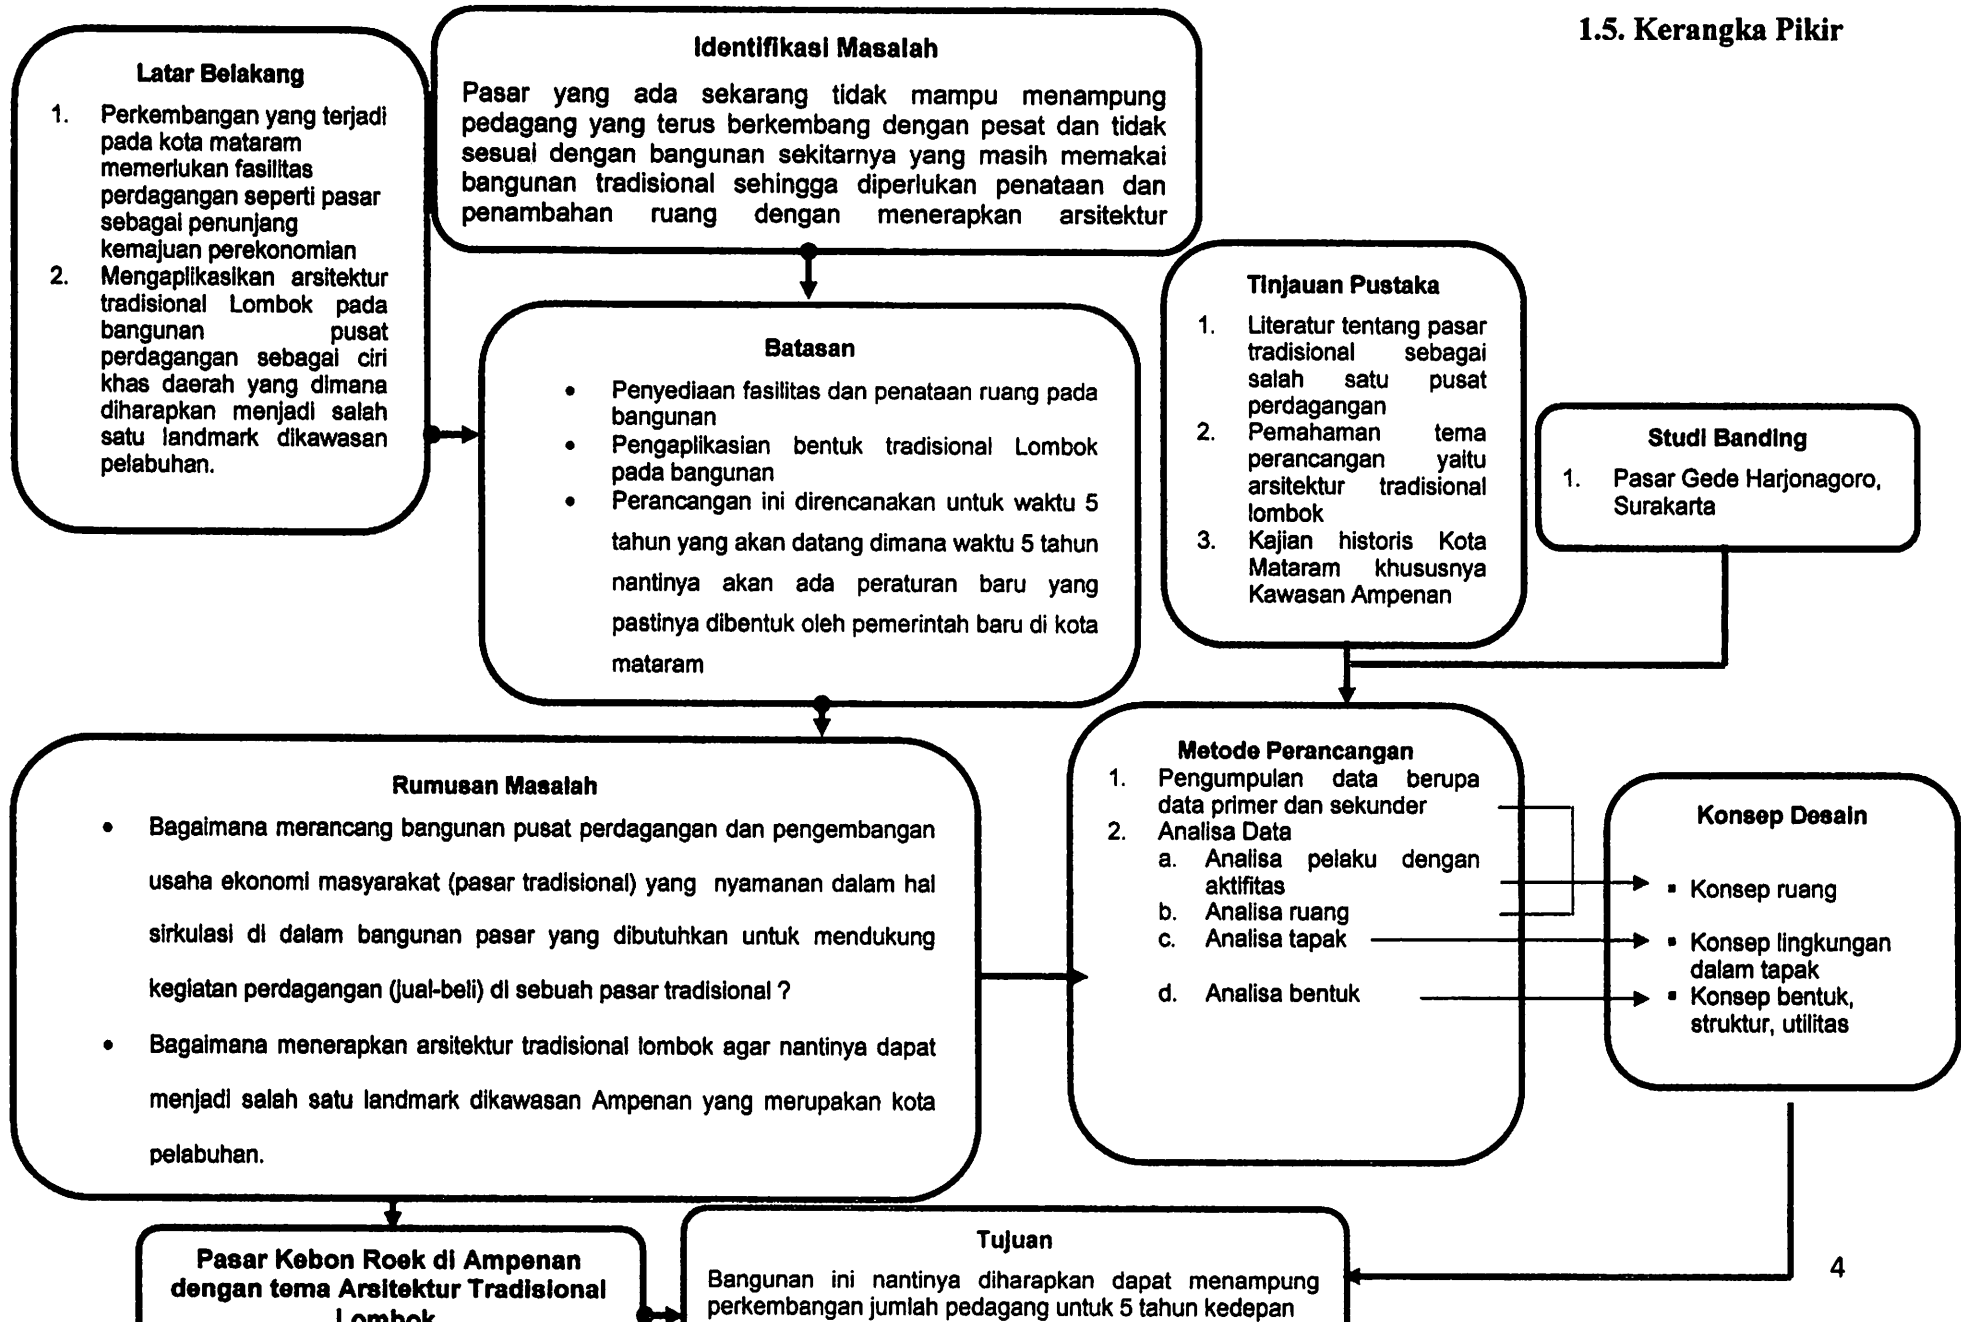 1.5. Kerangka Pikir
Latar Belakang
1. Perkembangan yang terjadi
pada kota mataram
memerlukan fasilitas
perdagangan seperti pasar
sebagai penunjang
kemajuan perekonomian
2. Mengaplikasikan arsitektur
tradisional Lombok pada
bangunan pusat
perdagangan sebagai ciri
khas daerah yang dimana
diharapkan menjadi salah
satu landmark dikawasan
pelabuhan.
Identifikasi Masalah
Pasar yang ada sekarang tidak mampu menampung
pedagang yang terus berkembang dengan pesat dan tidak
sesuai dengan bangunan sekitarnya yang masih memakai
bangunan tradisional sehingga diperlukan penataan dan
penambahan ruang dengan menerapkan arsitektur
Batasan
• Penyediaan fasilitas dan penataan ruang pada
bangunan
• Pengaplikasian bentuk tradisional Lombok
pada bangunan
• Perancangan ini direncanakan untuk waktu 5
tahun yang akan datang dimana waktu 5 tahun
nantinya akan ada peraturan baru yang
pastinya dibentuk oleh pemerintah baru di kota
mataram
Tinjauan Pustaka
1. Literatur tentang pasar
tradisional sebagai
salah satu pusat
perdagangan
2. Pemahaman tema
perancangan yaitu
arsitektur tradisional
lombok
3. Kajian historis Kota
Mataram khususnya
Kawasan Ampenan
Studi Banding
1. Pasar Gede Harjonagoro,
Surakarta
Rumusan Masalah
• Bagaimana merancang bangunan pusat perdagangan dan pengembangan
usaha ekonomi masyarakat (pasar tradisional) yang nyamanan dalam hal
sirkulasi di dalam bangunan pasar yang dibutuhkan untuk mendukung
kegiatan perdagangan (jual-beli) di sebuah pasar tradisional ?
• Bagaimana menerapkan arsitektur tradisional lombok agar nantinya dapat
menjadi salah satu landmark dikawasan Ampenan yang merupakan kota
pelabuhan.
Metode Perancangan
1. Pengumpulan data berupa
data primer dan sekunder
2. Analisa Data
a. Analisa pelaku dengan
aktifitas
b. Analisa ruang
c. Analisa tapak
d. Analisa bentuk
Konsep Desain
▪ Konsep ruang
▪ Konsep lingkungan
dalam tapak
▪ Konsep bentuk,
struktur, utilitas
Pasar Kebon Roek di Ampenan
dengan tema Arsitektur Tradisional
Lombok
Tujuan
Bangunan ini nantinya diharapkan dapat menampung
perkembangan jumlah pedagang untuk 5 tahun kedepan
4